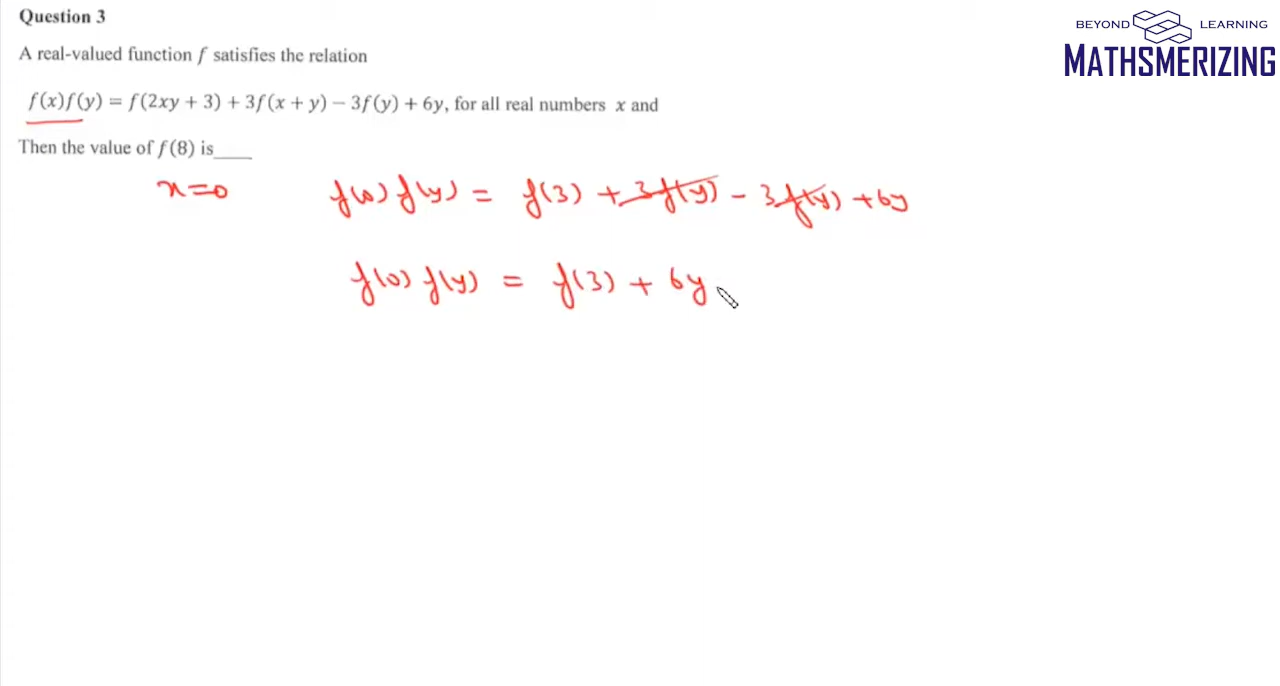 Question 3
BEYOND LEARNING
MATHSMERIZING
A real-valued function f satisfies the relation
f(x)f(y) = f(2xy + 3) + 3f(x + y) − 3f(y) + 6y, for all real numbers x and
Then the value of f(8) is____
x=0 f(0) f(y) = f(3) + 3f(y) - 3f(y) + 6y
f(0) f(y) = f(3) + 6y